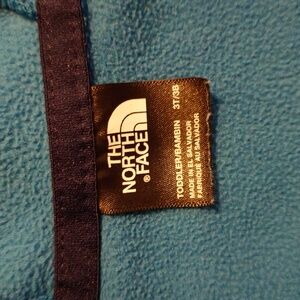 THE
NORTH
FACE®
TODDLER/BAMBIN 3T/3B
MADE IN EL SALVADOR
FABRIQUÉ AU SALVADOR